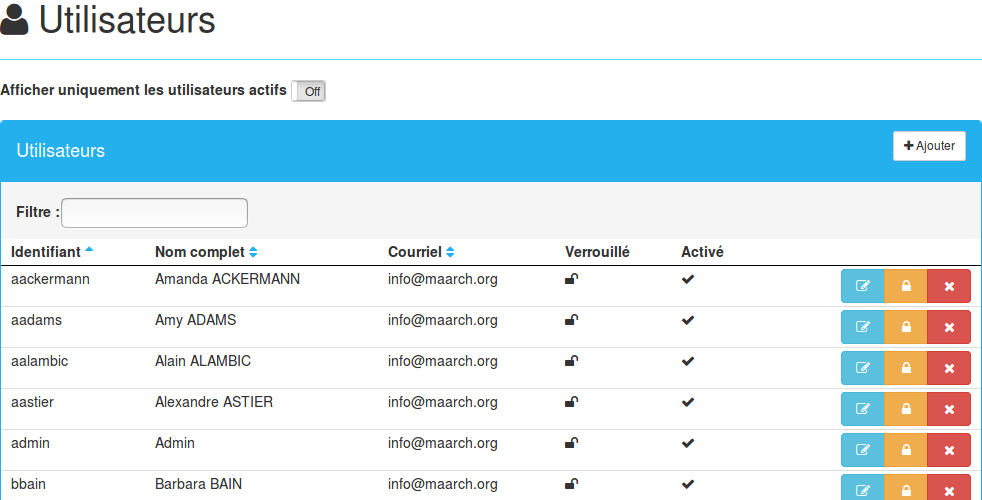 Utilisateurs
Afficher uniquement les utilisateurs actifs Off
Utilisateurs Ajouter
Filtre :
Identifiant Nom complet Courriel Verrouillé Activé
aackermann Amanda ACKERMANN info@maarch.org
aadams Amy ADAMS info@maarch.org
aalambic Alain ALAMBIC info@maarch.org
aastier Alexandre ASTIER info@maarch.org
admin Admin info@maarch.org
bbain Barbara BAIN info@maarch.org